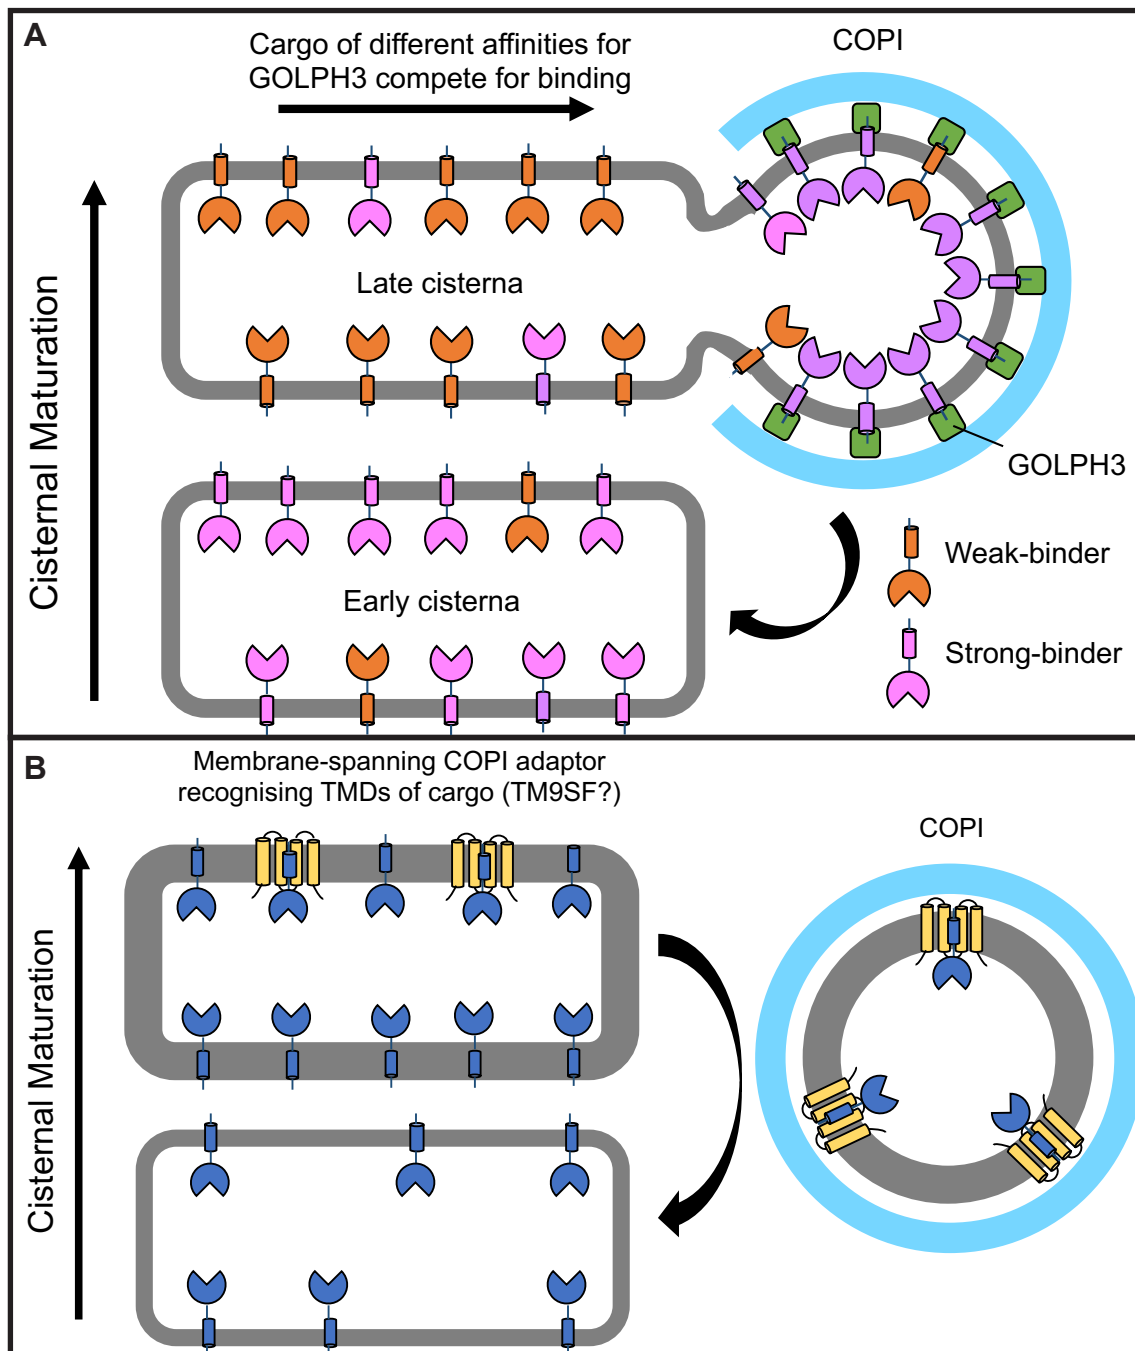 A
Cargo of different affinities for
GOLPH3 compete for binding
COPI
Cisternal Maturation
Late cisterna
GOLPH3
Early cisterna
Weak-binder
Strong-binder
B
Membrane-spanning COPI adaptor
recognising TMDs of cargo (TM9SF?)
COPI
Cisternal Maturation